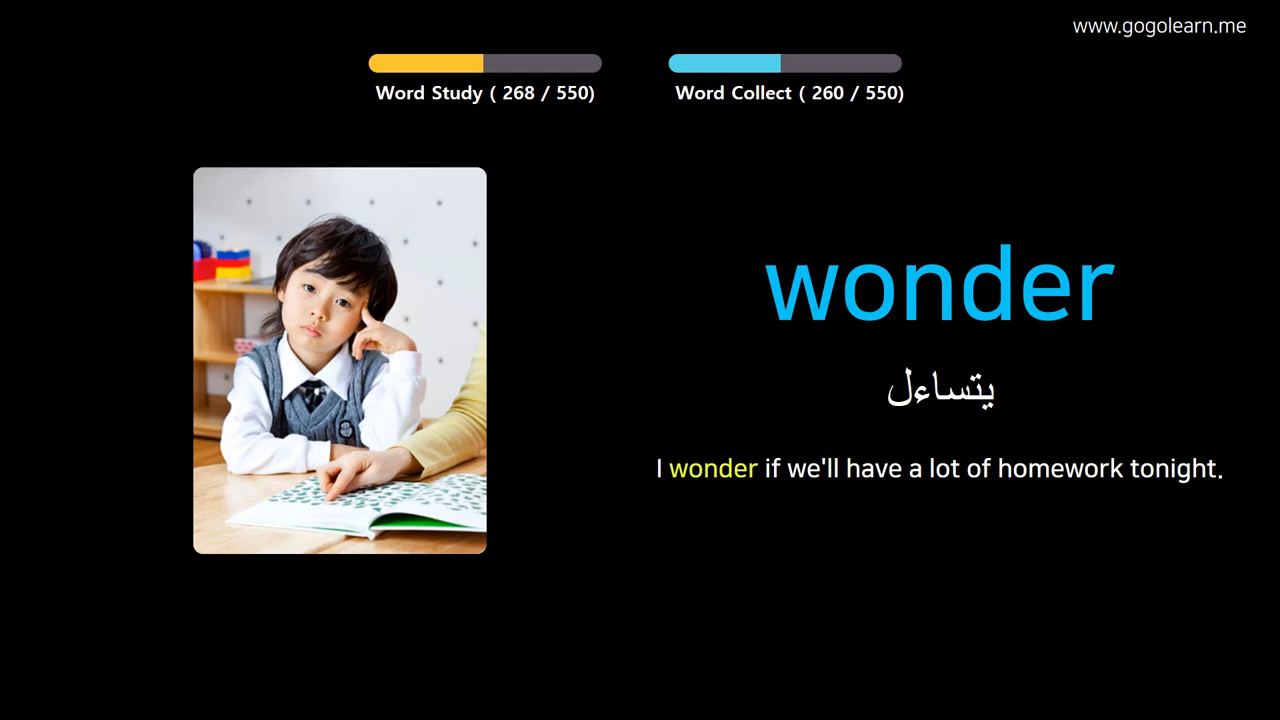 www.gogolearn.me
Word Study ( 268 / 550)
Word Collect ( 260 / 550)
wonder
يتساءل
I wonder if we'll have a lot of homework tonight.